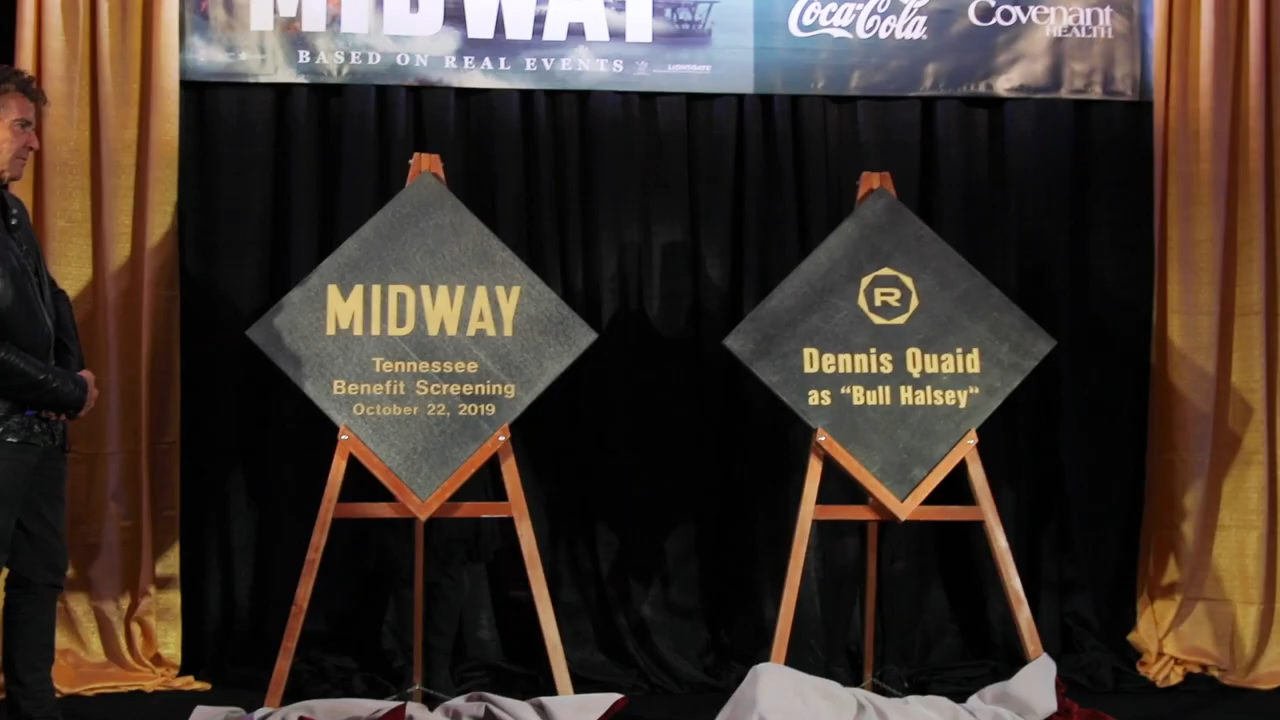 MIDWAY
BASED ON REAL EVENTS
LIONSGATE
Coca-Cola
Covenant
HEALTH
MIDWAY
Tennessee
Benefit Screening
October 22, 2019
R
Dennis Quaid
as “Bull Halsey“